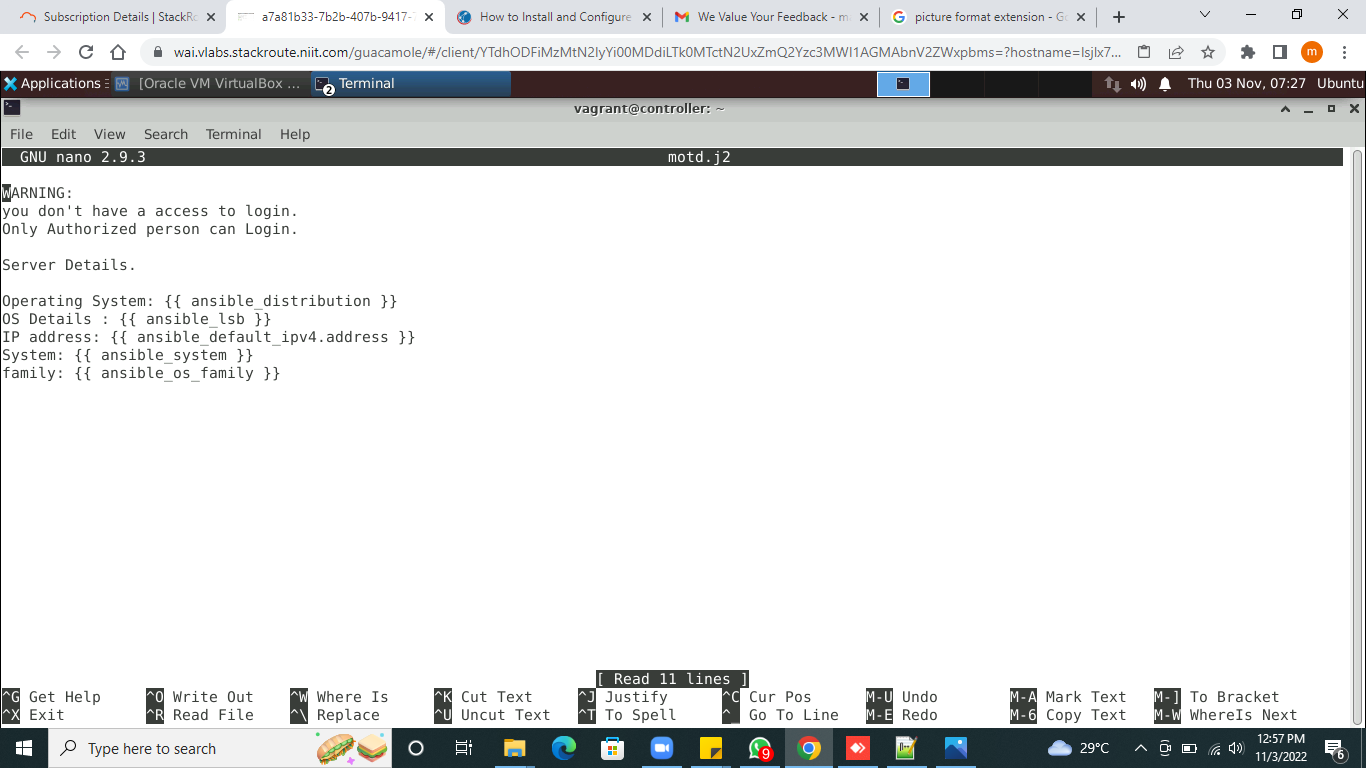 Subscription Details | StackRo
a7a81b33-7b2b-407b-9417-
How to Install and Configure
We Value Your Feedback - m
picture format extension - Go
wai.vlabs.stackroute.niit.com/guacamole/#/client/YTdhODFiMzMtN2IyYi00MDdiLTk0MTctN2UxZmQ2Yzc3MWI1AGMAbnV2ZWxpbms=?hostname=lsjlx7...
m
Applications
[Oracle VM VirtualBox ...
2
Terminal
Thu 03 Nov, 07:27
Ubuntu
vagrant@controller: ~
File Edit View Search Terminal Help
GNU nano 2.9.3 motd.j2
WARNING:
you don't have a access to login.
Only Authorized person can Login.
Server Details.
Operating System: {{ ansible_distribution }}
OS Details : {{ ansible_lsb }}
IP address: {{ ansible_default_ipv4.address }}
System: {{ ansible_system }}
family: {{ ansible_os_family }}
[ Read 11 lines ]
^G Get Help ^O Write Out ^W Where Is ^K Cut Text ^J Justify ^C Cur Pos M-U Undo M-A Mark Text M-] To Bracket
^X Exit ^R Read File ^\ Replace ^U Uncut Text ^T To Spell ^_ Go To Line M-E Redo M-6 Copy Text M-W WhereIs Next
Type here to search
9
29°C
12:57 PM
11/3/2022
6